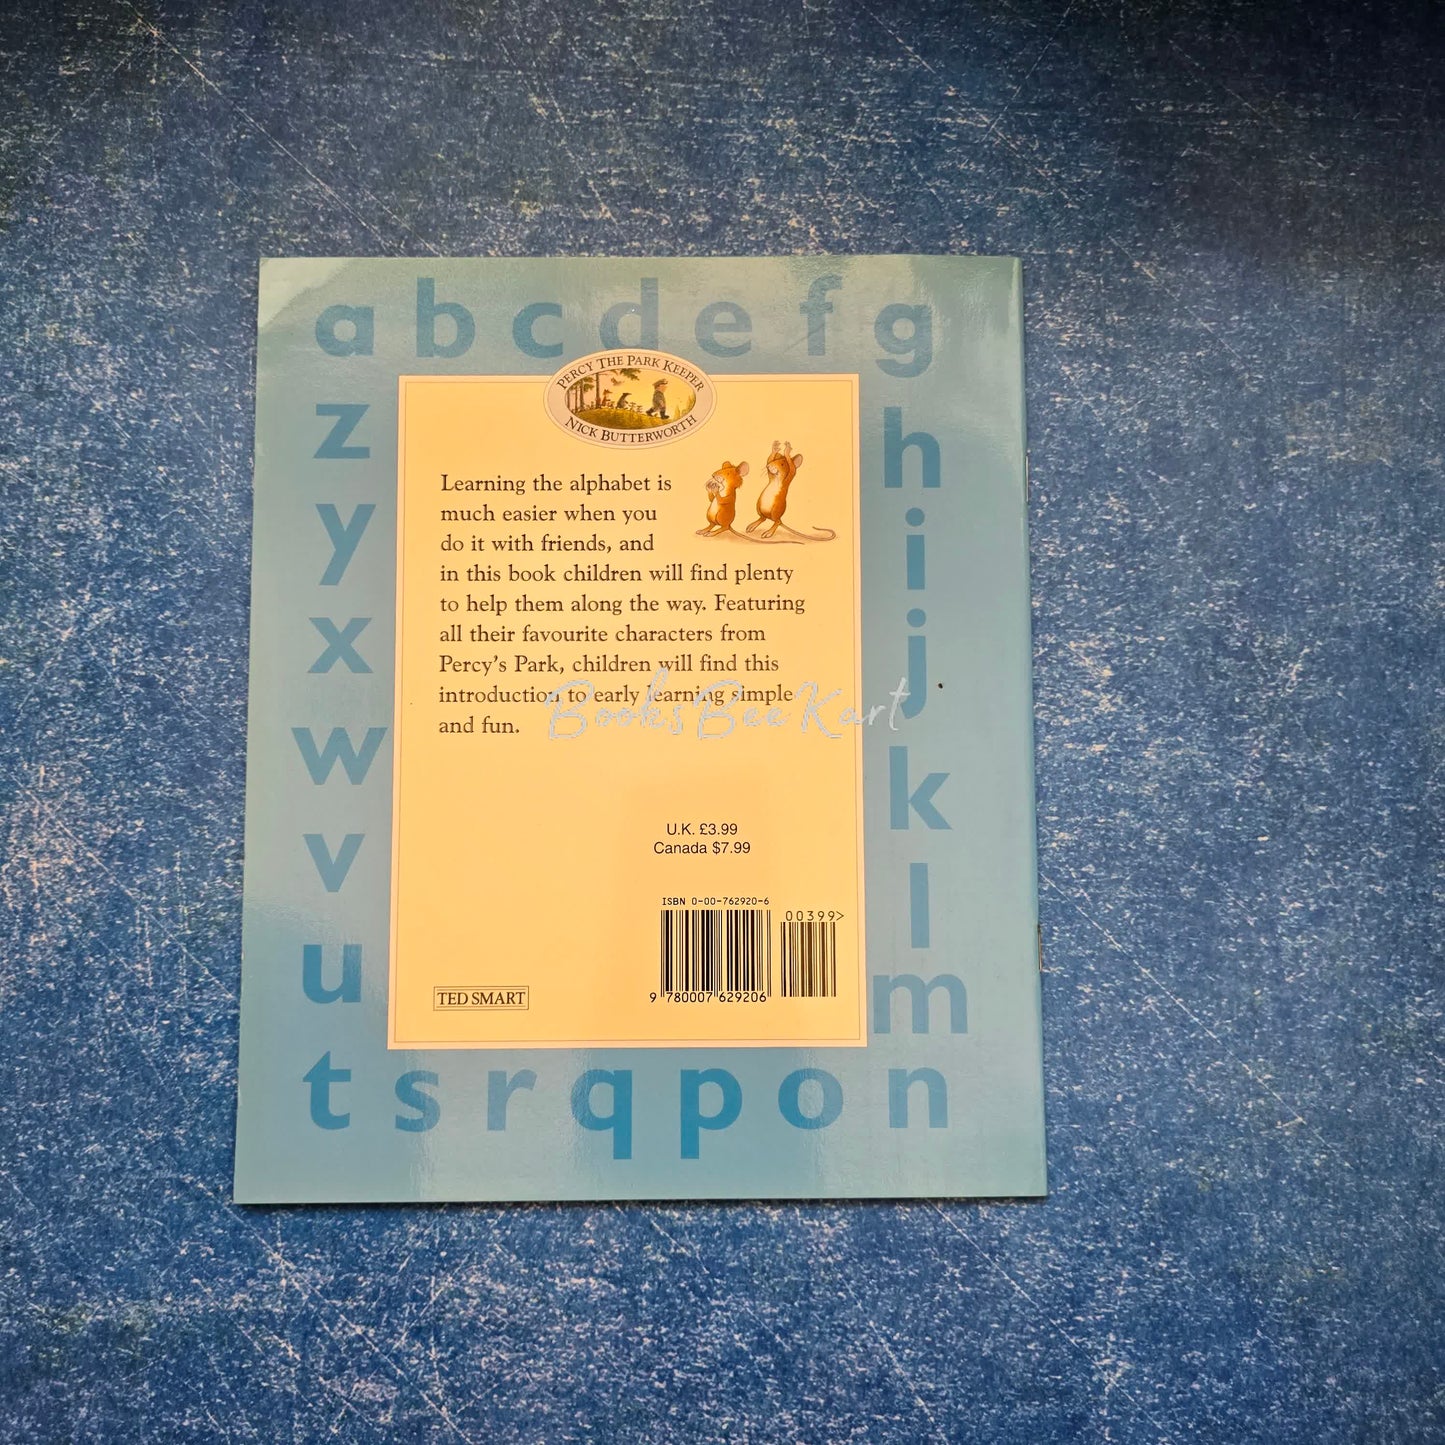 a b c d e f g
PERCY THE PARK KEEPER
NICK BUTTERWORTH
z
h
y
i
x
j
w
k
v
l
u
m
t s r q p o n
Learning the alphabet is
much easier when you
do it with friends, and
in this book children will find plenty
to help them along the way. Featuring
all their favourite characters from
Percy's Park, children will find this
introduction to early learning simple
and fun.
BooksBeeKart
U.K. £3.99
Canada $7.99
ISBN 0-00-762920-6
00399>
9 780007 629206
TED SMART